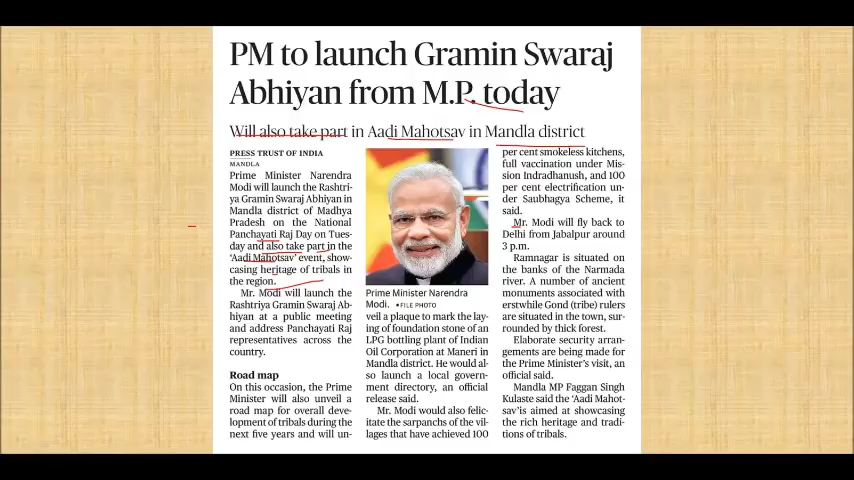 PM to launch Gramin Swaraj
Abhiyan from M.P. today
Will also take part in Aadi Mahotsav in Mandla district
PRESS TRUST OF INDIA
MANDLA
Prime Minister Narendra
Modi will launch the Rashtri-
ya Gramin Swaraj Abhiyan in
Mandla district of Madhya
Pradesh on the National
Panchayati Raj Day on Tues-
day and also take part in the
‘Aadi Mahotsav’ event, show-
casing heritage of tribals in
the region.
Mr. Modi will launch the
Rashtriya Gramin Swaraj Ab-
hiyan at a public meeting
and address Panchayati Raj
representatives across the
country.
Road map
On this occasion, the Prime
Minister will also unveil a
road map for overall deve-
lopment of tribals during the
next five years and will un-
Prime Minister Narendra
Modi. •FILE PHOTO
veil a plaque to mark the lay-
ing of foundation stone of an
LPG bottling plant of Indian
Oil Corporation at Maneri in
Mandla district. He would al-
so launch a local govern-
ment directory, an official
release said.
Mr. Modi would also felic-
itate the sarpanchs of the vil-
lages that have achieved 100
per cent smokeless kitchens,
full vaccination under Mis-
sion Indradhanush, and 100
per cent electrification un-
der Saubhagya Scheme, it
said.
Mr. Modi will fly back to
Delhi from Jabalpur around
3 p.m.
Ramnagar is situated on
the banks of the Narmada
river. A number of ancient
monuments associated with
erstwhile Gond (tribe) rulers
are situated in the town, sur-
rounded by thick forest.
Elaborate security arran-
gements are being made for
the Prime Minister’s visit, an
official said.
Mandla MP Faggan Singh
Kulaste said the ‘Aadi Mahot-
sav’is aimed at showcasing
the rich heritage and tradi-
tions of tribals.